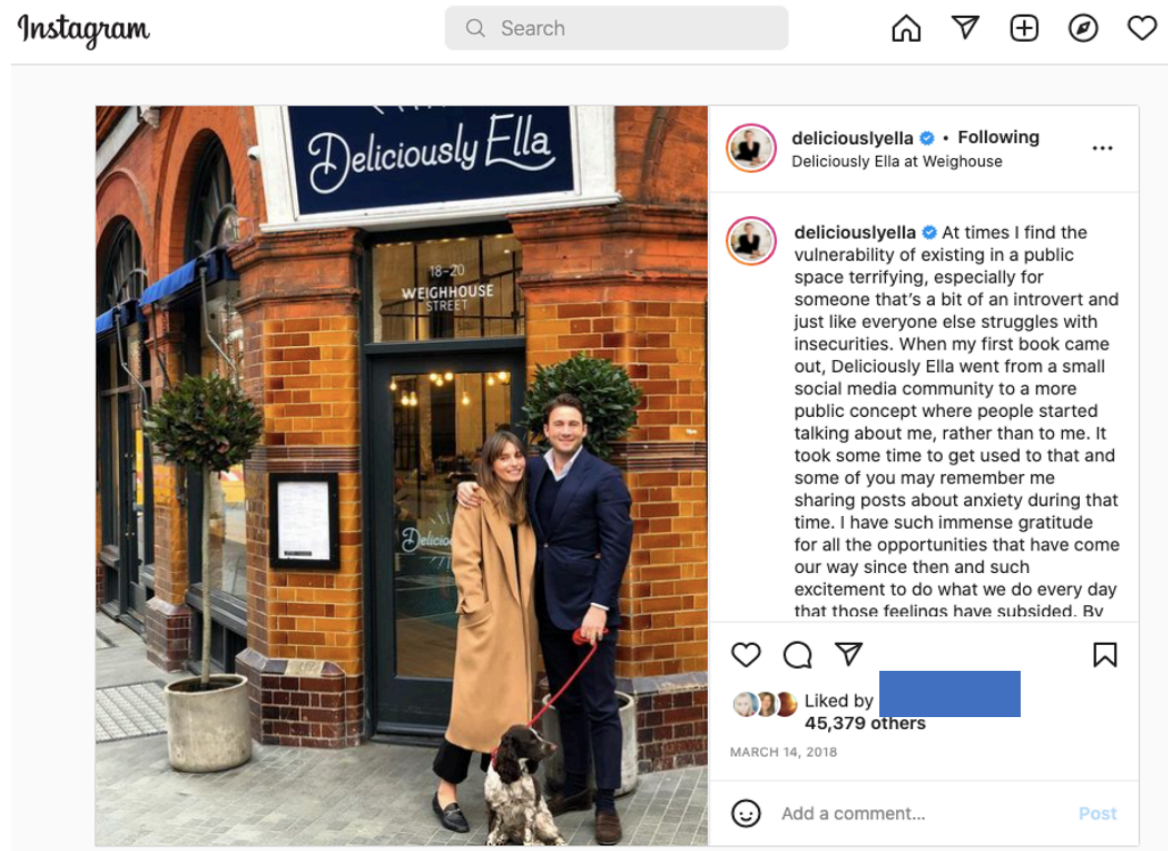 Instagram
Search
Deliciously Ella
18-20
WEIGHHOUSE
STREET
deliciouslyella • Following
Deliciously Ella at Weighouse
deliciouslyella At times I find the
vulnerability of existing in a public
space terrifying, especially for
someone that's a bit of an introvert and
just like everyone else struggles with
insecurities. When my first book came
out, Deliciously Ella went from a small
social media community to a more
public concept where people started
talking about me, rather than to me. It
took some time to get used to that and
some of you may remember me
sharing posts about anxiety during that
time. I have such immense gratitude
for all the opportunities that have come
our way since then and such
excitement to do what we do every day
that those feelings have subsided. By
Liked by
45,379 others
MARCH 14, 2018
Add a comment...
Post